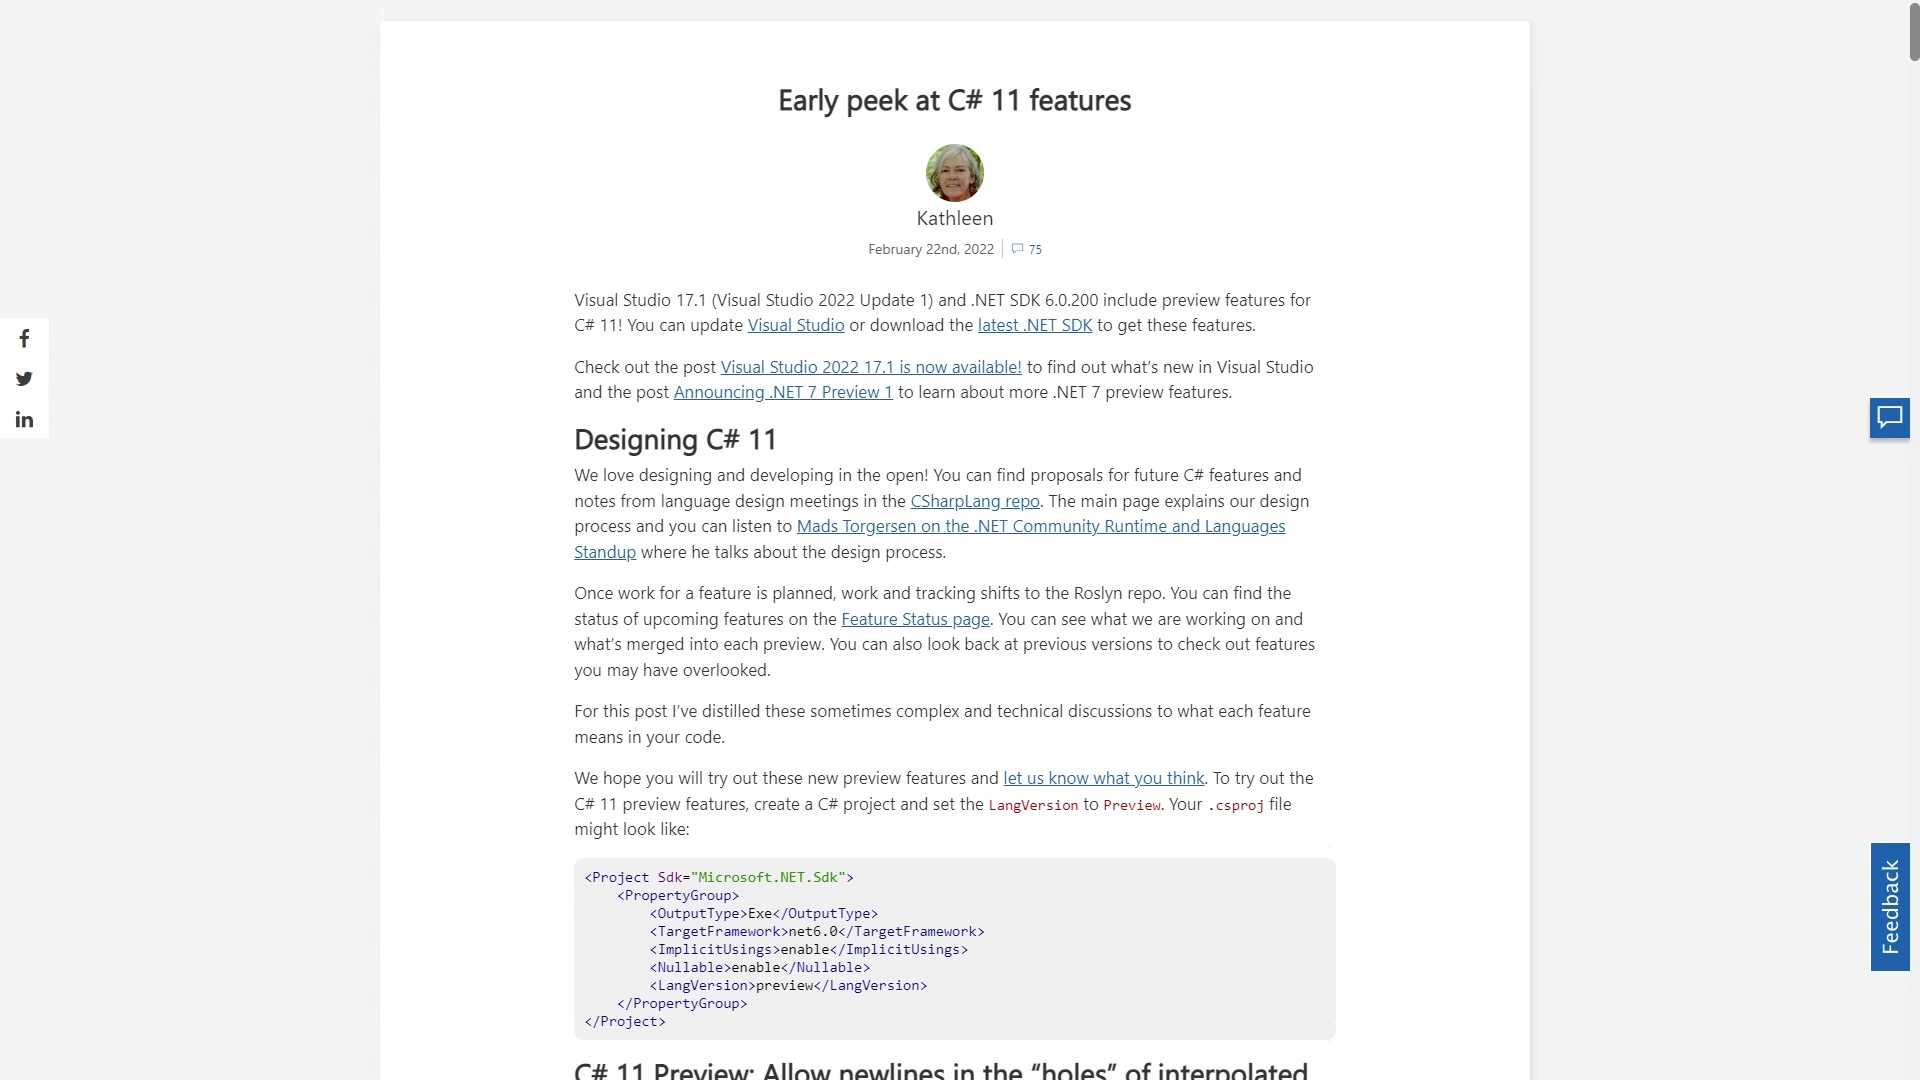 Early peek at C# 11 features
Kathleen
February 22nd, 2022
75
Visual Studio 17.1 (Visual Studio 2022 Update 1) and .NET SDK 6.0.200 include preview features for
C# 11! You can update Visual Studio or download the latest .NET SDK to get these features.
Check out the post Visual Studio 2022 17.1 is now available! to find out what’s new in Visual Studio
and the post Announcing .NET 7 Preview 1 to learn about more .NET 7 preview features.
Designing C# 11
We love designing and developing in the open! You can find proposals for future C# features and
notes from language design meetings in the CSharpLang repo. The main page explains our design
process and you can listen to Mads Torgersen on the .NET Community Runtime and Languages
Standup where he talks about the design process.
Once work for a feature is planned, work and tracking shifts to the Roslyn repo. You can find the
status of upcoming features on the Feature Status page. You can see what we are working on and
what’s merged into each preview. You can also look back at previous versions to check out features
you may have overlooked.
For this post I’ve distilled these sometimes complex and technical discussions to what each feature
means in your code.
We hope you will try out these new preview features and let us know what you think. To try out the
C# 11 preview features, create a C# project and set the LangVersion to Preview. Your .csproj file
might look like:
<Project Sdk="Microsoft.NET.Sdk">
<PropertyGroup>
<OutputType>Exe</OutputType>
<TargetFramework>net6.0</TargetFramework>
<ImplicitUsings>enable</ImplicitUsings>
<Nullable>enable</Nullable>
<LangVersion>preview</LangVersion>
</PropertyGroup>
</Project>
C# 11 Preview: Allow newlines in the “holes” of interpolated
Feedback